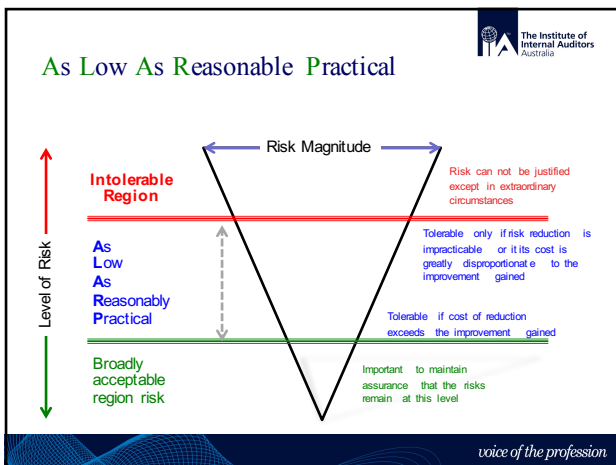 The Institute of
Internal Auditors
Australia
IIA
As Low As Reasonable Practical
Risk Magnitude
Level of Risk
Intolerable
Region
Risk can not be justified
except in extraordinary
circumstances
As
Low
As
Reasonably
Practical
Tolerable only if risk reduction is
impracticable or it its cost is
greatly disproportionate to the
improvement gained
Tolerable if cost of reduction
exceeds the improvement gained
Broadly
acceptable
region risk
Important to maintain
assurance that the risks
remain at this level
voice of the profession